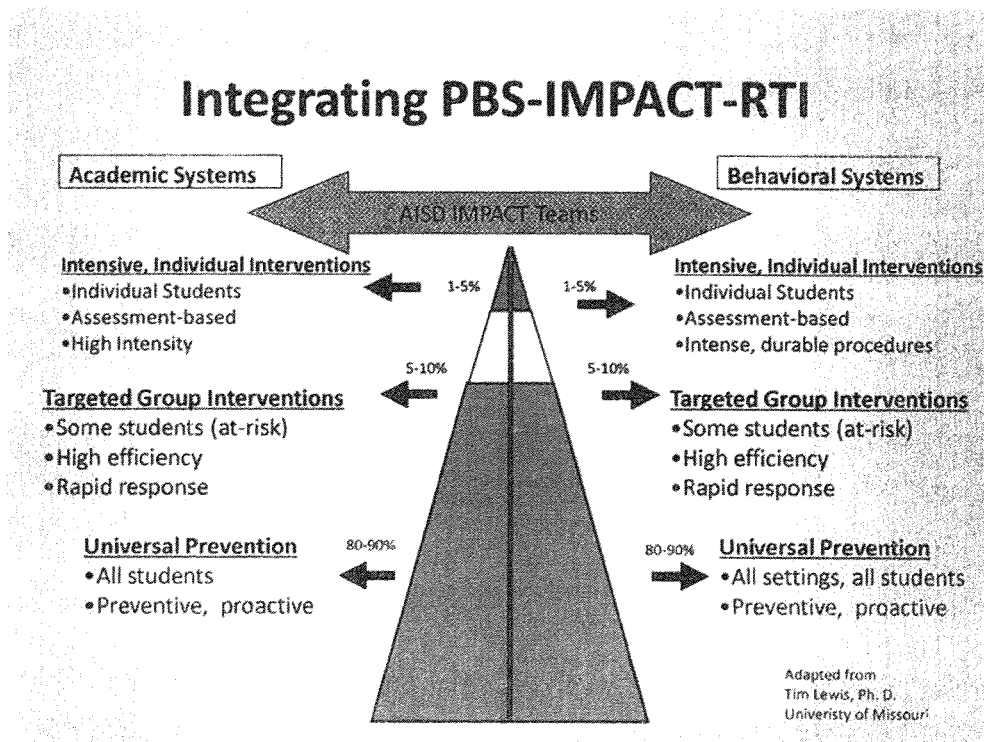 Integrating PBS-IMPACT-RTI
Academic Systems
Behavioral Systems
AISD IMPACT Teams
Intensive, Individual Interventions
•Individual Students
•Assessment-based
•High Intensity
1-5%
1-5%
Intensive, Individual Interventions
•Individual Students
•Assessment-based
•Intense, durable procedures
5-10%
5-10%
Targeted Group Interventions
•Some students (at-risk)
•High efficiency
•Rapid response
Targeted Group Interventions
•Some students (at-risk)
•High efficiency
•Rapid response
Universal Prevention
•All students
•Preventive, proactive
80-90%
80-90%
Universal Prevention
•All settings, all students
•Preventive, proactive
Adapted from
Tim Lewis, Ph. D.
Univeristy of Missouri